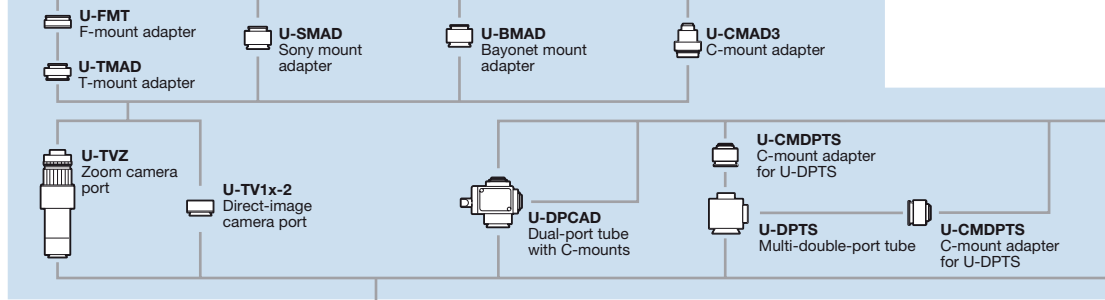 U-FMT
F-mount adapter
U-TMAD
T-mount adapter
U-SMAD
Sony mount
adapter
U-BMAD
Bayonet mount
adapter
U-CMAD3
C-mount adapter
U-TVZ
Zoom camera
port
U-TV1x-2
Direct-image
camera port
U-DPCAD
Dual-port tube
with C-mounts
U-CMDPTS
C-mount adapter
for U-DPTS
U-DPTS
Multi-double-port tube
U-CMDPTS
C-mount adapter
for U-DPTS